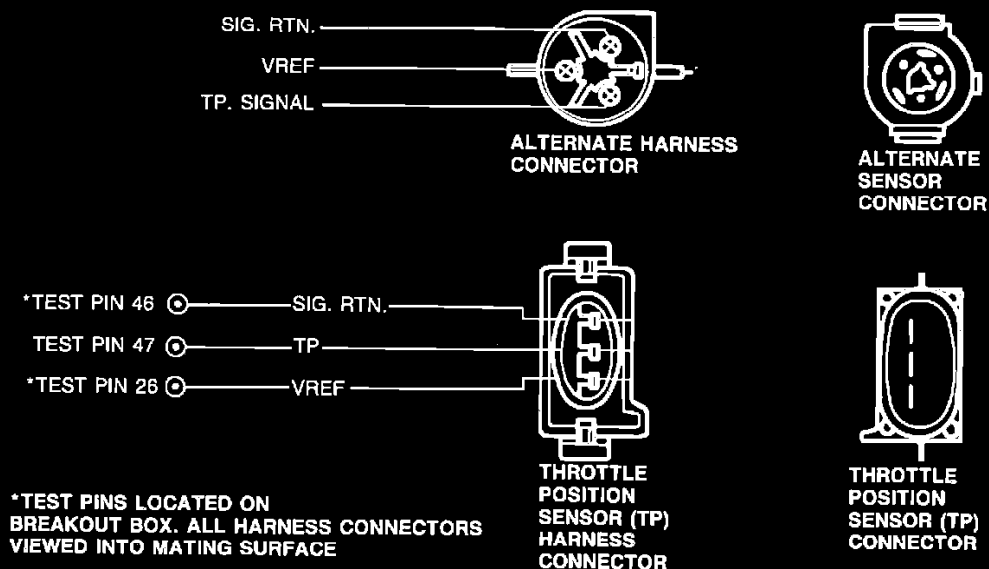 SIG. RTN.
VREF
TP. SIGNAL
ALTERNATE HARNESS
CONNECTOR
ALTERNATE
SENSOR
CONNECTOR
*TEST PIN 46 SIG. RTN.
TEST PIN 47 TP
*TEST PIN 26 VREF
THROTTLE
POSITION
SENSOR (TP)
HARNESS
CONNECTOR
THROTTLE
POSITION
SENSOR (TP)
CONNECTOR
*TEST PINS LOCATED ON
BREAKOUT BOX. ALL HARNESS CONNECTORS
VIEWED INTO MATING SURFACE